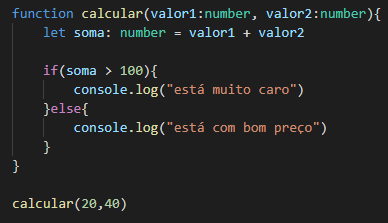 function calcular(valor1:number, valor2:number){
    let soma: number = valor1 + valor2
    if(soma > 100){
        console.log("está muito caro")
    }else{
        console.log("está com bom preço")
    }
}
calcular(20,40)